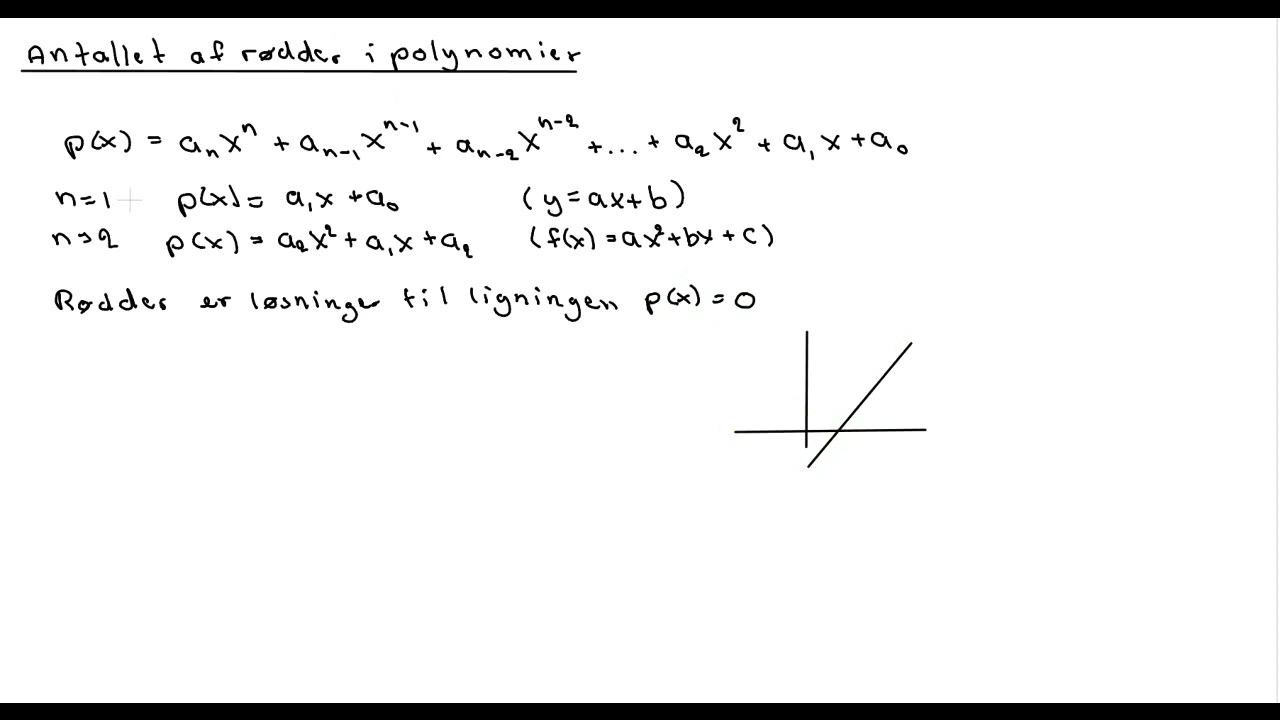 Antallet af rødder i polynomier
p(x) = aₙxⁿ + aₙ₋₁xⁿ⁻¹ + aₙ₋₂xⁿ⁻² + ... + a₂x² + a₁x + a₀
n=1 p(x) = a₁x + a₀ (y=ax+b)
n=2 p(x) = a₂x² + a₁x + a₂ (f(x)=ax²+bx+c)
Rødder er løsninger til ligningen p(x) = 0